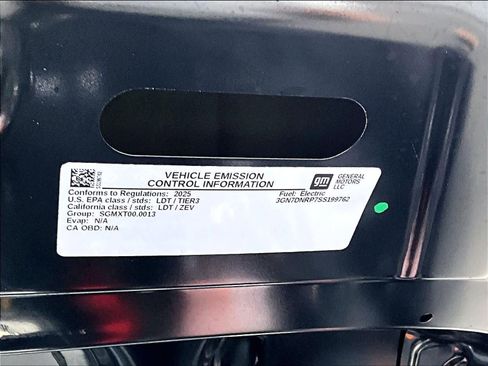 VEHICLE EMISSION
CONTROL INFORMATION
gm GENERAL
MOTORS
LLC
Conforms to Regulations: 2025
Fuel: Electric
U.S. EPA class / stds: LDT / TIER3
3GN7DNRP7SS199762
California class / stds: LDT / ZEV
Group: SGMXT00.0013
Evap: N/A
CA OBD: N/A